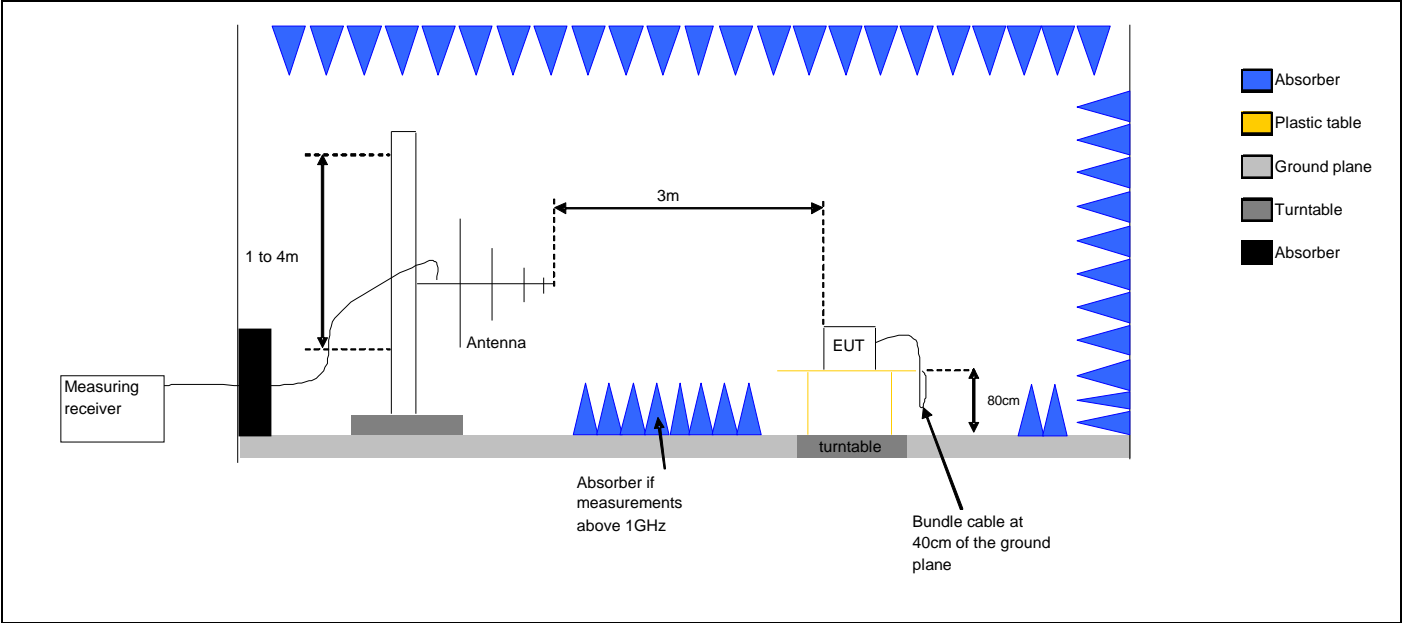 Absorber
Plastic table
Ground plane
Turntable
Absorber
3m
1 to 4m
Antenna
EUT
Measuring
receiver
80cm
turntable
Absorber if
measurements
above 1GHz
Bundle cable at
40cm of the ground
plane